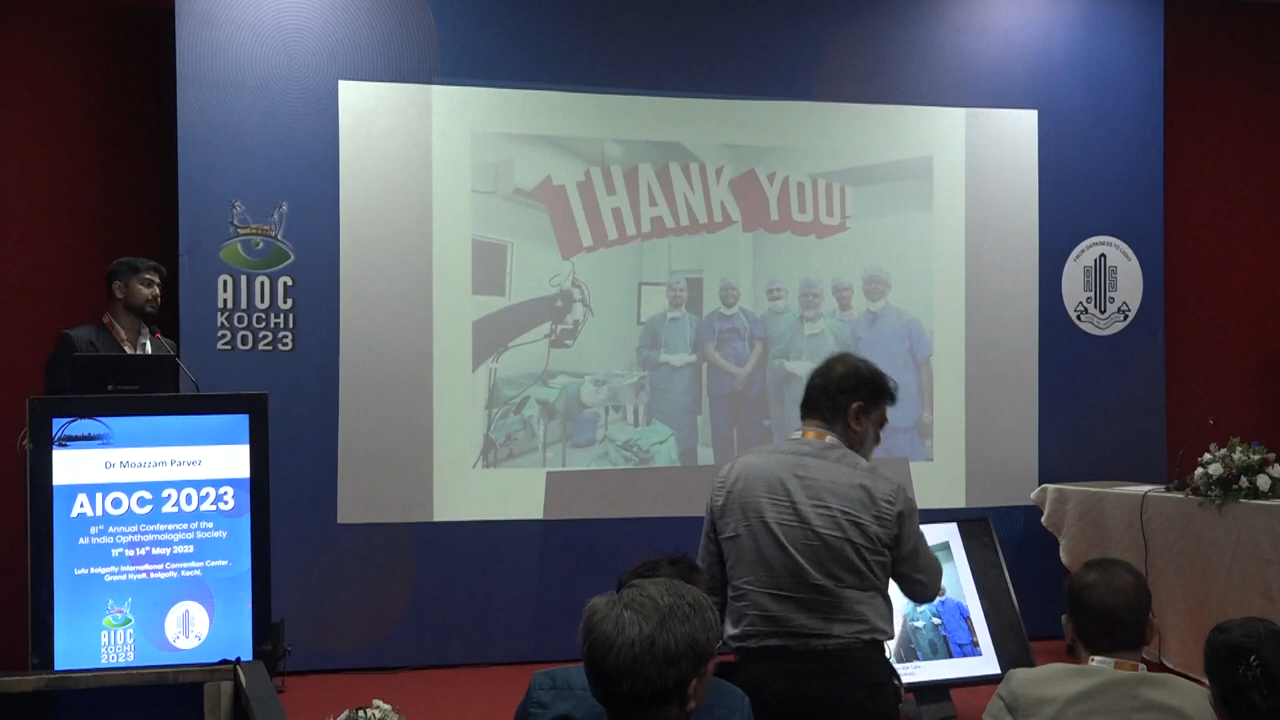 THANK YOU!
AIOC
KOCHI
2023
FROM DARKNESS TO LIGHT
AIOS
Dr Moazzam Parvez
AIOC 2023
81st Annual Conference of the
All India Ophthalmological Society
11th to 14th May 2023
Lulu Bolgatty International Convention Center,
Grand Hyatt, Bolgatty, Kochi,
AIOC
KOCHI
2023